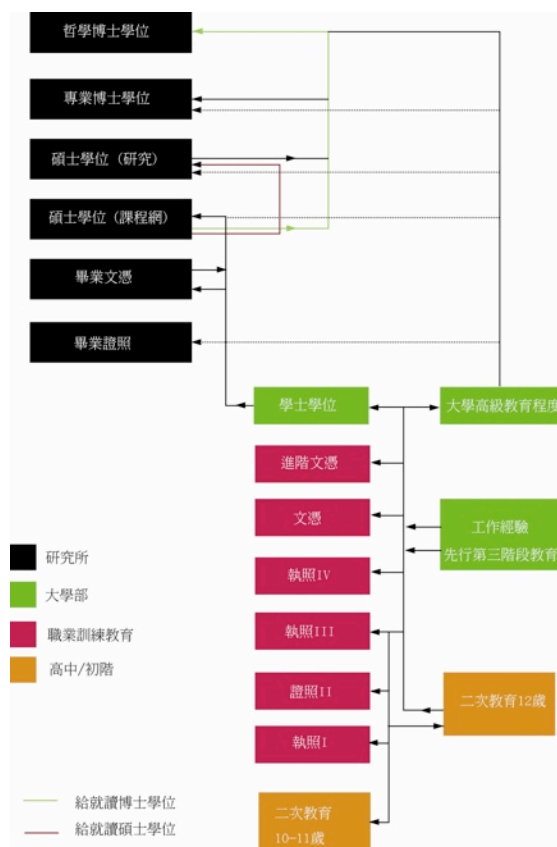 哲學博士學位
專業博士學位
碩士學位 (研究)
碩士學位 (課程網)
畢業文憑
畢業證照
學士學位
大學高級教育程度
進階文憑
文憑
工作經驗
先行第三階段教育
執照IV
執照III
證照II
二次教育12歲
執照I
二次教育
10-11歲
研究所
大學部
職業訓練教育
高中/初階
給就讀博士學位
給就讀碩士學位